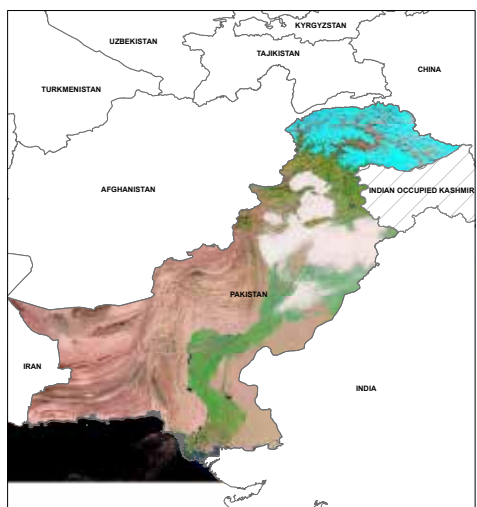 KYRGYZSTAN
UZBEKISTAN
TAJIKISTAN
CHINA
TURKMENISTAN
AFGHANISTAN
INDIAN OCCUPIED KASHMIR
PAKISTAN
IRAN
INDIA